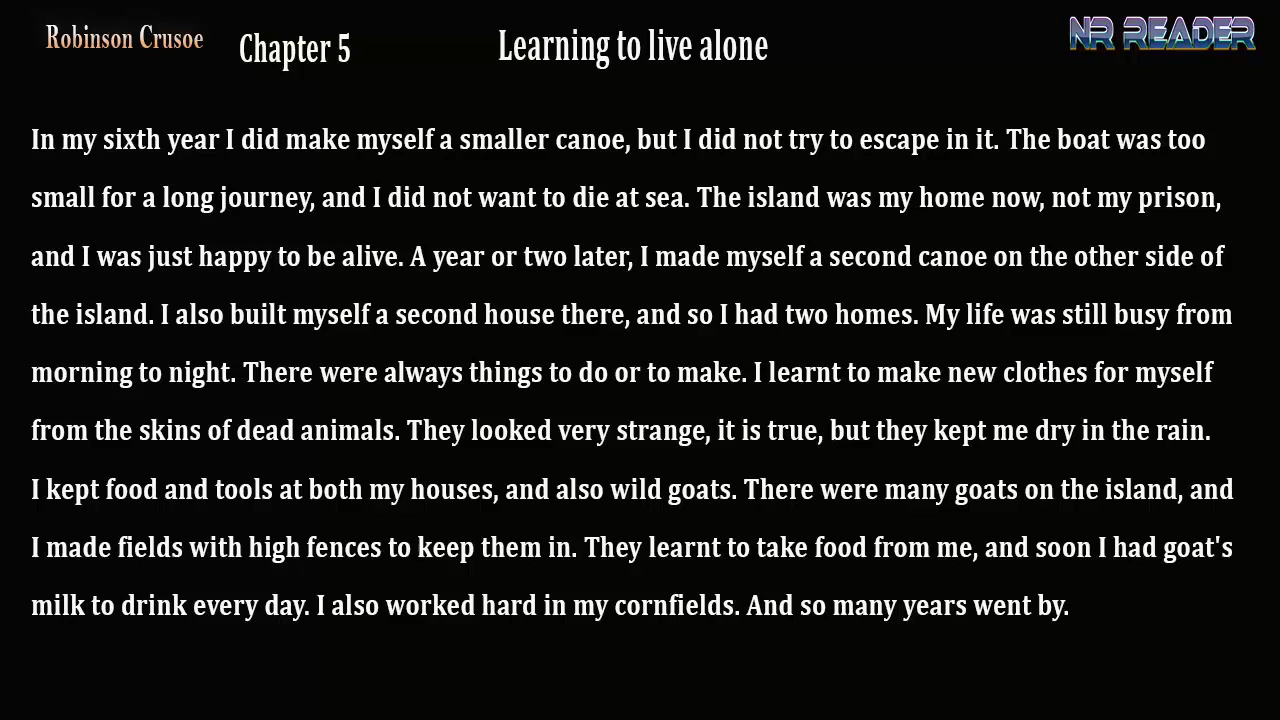 Robinson Crusoe
Chapter 5
Learning to live alone
NR READER
In my sixth year I did make myself a smaller canoe, but I did not try to escape in it. The boat was too
small for a long journey, and I did not want to die at sea. The island was my home now, not my prison,
and I was just happy to be alive. A year or two later, I made myself a second canoe on the other side of
the island. I also built myself a second house there, and so I had two homes. My life was still busy from
morning to night. There were always things to do or to make. I learnt to make new clothes for myself
from the skins of dead animals. They looked very strange, it is true, but they kept me dry in the rain.
I kept food and tools at both my houses, and also wild goats. There were many goats on the island, and
I made fields with high fences to keep them in. They learnt to take food from me, and soon I had goat's
milk to drink every day. I also worked hard in my cornfields. And so many years went by.